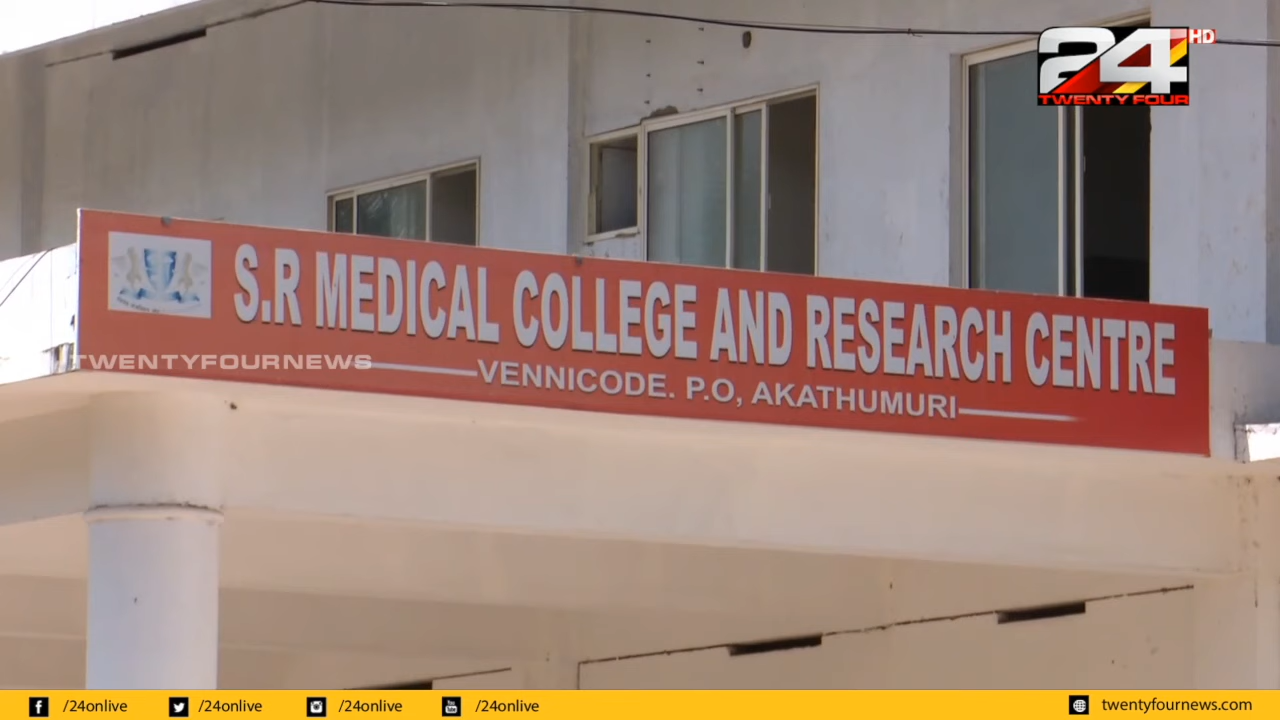 24 HD
TWENTY FOUR
S.R MEDICAL COLLEGE AND RESEARCH CENTRE
TWENTYFOURNEWS
VENNICODE. P.O, AKATHUMURI
/24onlive
/24onlive
/24onlive
/24onlive
twentyfournews.com